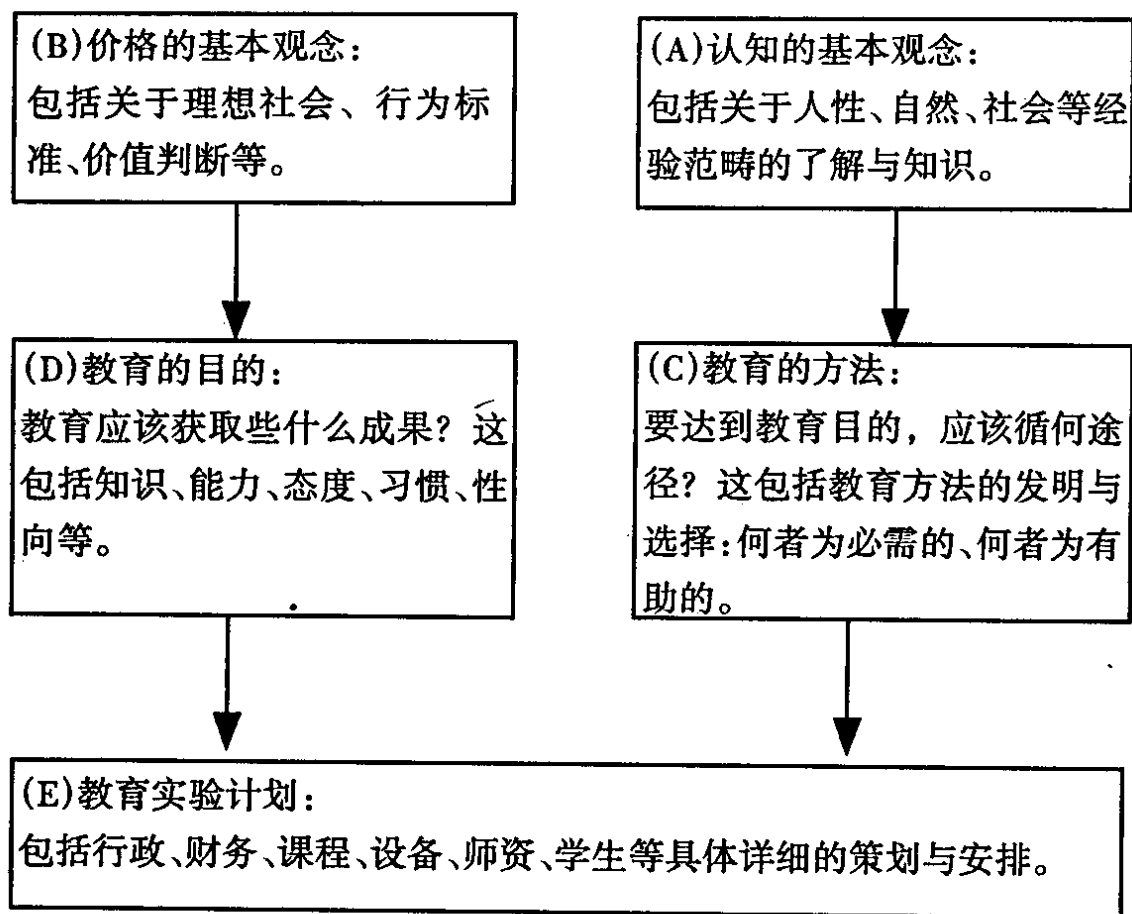 (B)价格的基本观念：
包括关于理想社会、行为标
准、价值判断等。
(A)认知的基本观念：
包括关于人性、自然、社会等经
验范畴的了解与知识。
(D)教育的目的：
教育应该获取些什么成果？这
包括知识、能力、态度、习惯、性
向等。
(C)教育的方法：
要达到教育目的，应该循何途
径？这包括教育方法的发明与
选择：何者为必需的、何者为有
助的。
(E)教育实验计划：
包括行政、财务、课程、设备、师资、学生等具体详细的策划与安排。